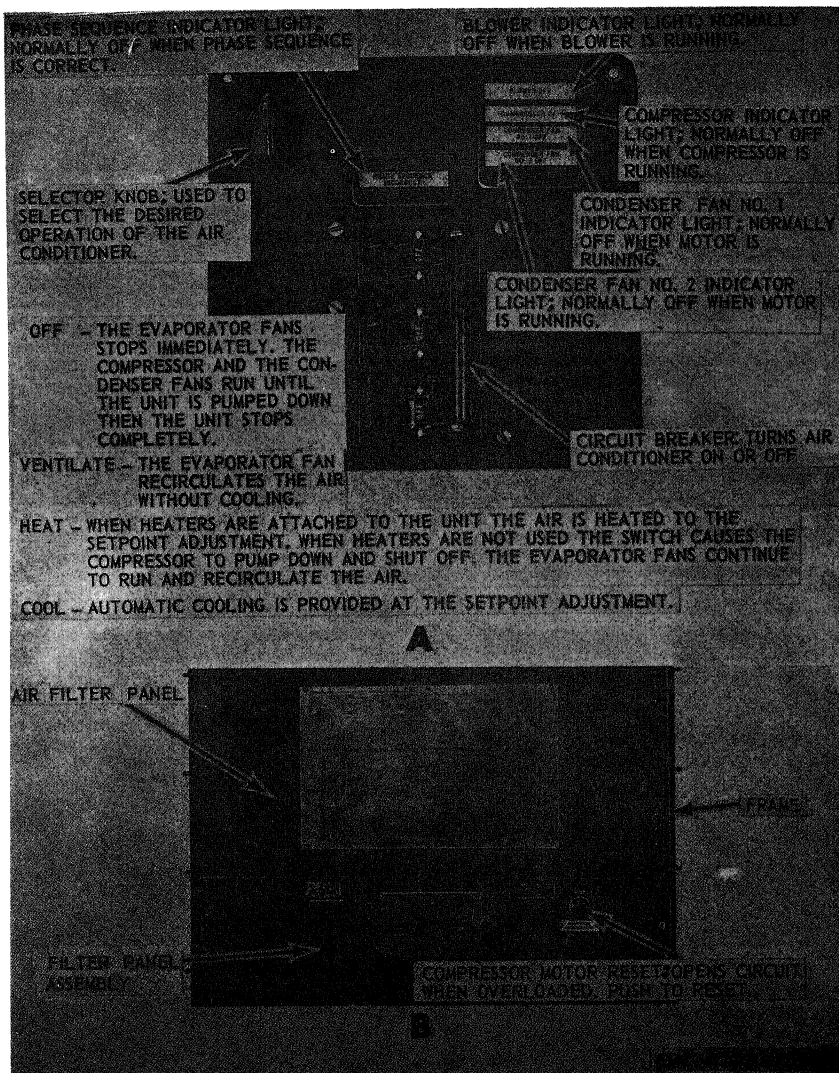 PHASE SEQUENCE INDICATOR LIGHT;
NORMALLY OFF WHEN PHASE SEQUENCE
IS CORRECT.
BLOWER INDICATOR LIGHT; NORMALLY
OFF WHEN BLOWER IS RUNNING.
COMPRESSOR INDICATOR
LIGHT; NORMALLY OFF
WHEN COMPRESSOR IS
RUNNING.
SELECTOR KNOB; USED TO
SELECT THE DESIRED
OPERATION OF THE AIR
CONDITIONER.
CONDENSER FAN NO. 1
INDICATOR LIGHT; NORMALLY
OFF WHEN MOTOR IS
RUNNING.
CONDENSER FAN NO. 2 INDICATOR
LIGHT; NORMALLY OFF WHEN MOTOR
IS RUNNING.
OFF – THE EVAPORATOR FANS
STOPS IMMEDIATELY. THE
COMPRESSOR AND THE CON-
DENSER FANS RUN UNTIL
THE UNIT IS PUMPED DOWN
THEN THE UNIT STOPS
COMPLETELY.
CIRCUIT BREAKER: TURNS AIR
CONDITIONER ON OR OFF
VENTILATE – THE EVAPORATOR FAN
RECIRCULATES THE AIR
WITHOUT COOLING.
HEAT – WHEN HEATERS ARE ATTACHED TO THE UNIT THE AIR IS HEATED TO THE
SETPOINT ADJUSTMENT. WHEN HEATERS ARE NOT USED THE SWITCH CAUSES THE
COMPRESSOR TO PUMP DOWN AND SHUT OFF. THE EVAPORATOR FANS CONTINUE
TO RUN AND RECIRCULATE THE AIR.
COOL – AUTOMATIC COOLING IS PROVIDED AT THE SETPOINT ADJUSTMENT.
A
AIR FILTER PANEL
FRAME
FILTER PANEL
ASSEMBLY
COMPRESSOR MOTOR RESET; OPENS CIRCUIT
WHEN OVERLOADED. PUSH TO RESET.
B